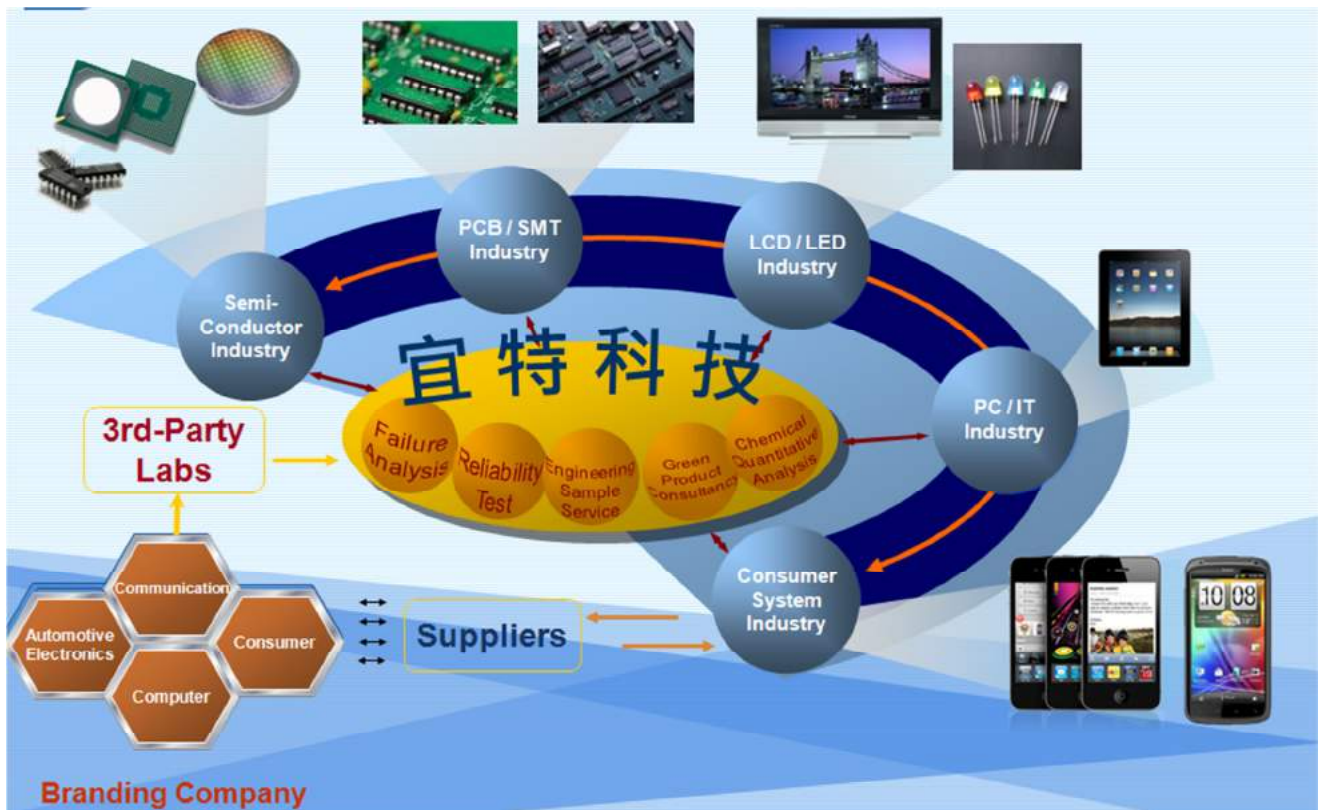 PCB / SMT
Industry
LCD / LED
Industry
Semi-
Conductor
Industry
宜特科技
PC / IT
Industry
3rd-Party
Labs
Failure
Analysis
Reliability
Test
Engineering
Sample
Service
Green
Product
Consultancy
Chemical
Quantitative
Analysis
Consumer
System
Industry
Communication
Automotive
Electronics
Consumer
Computer
Suppliers
10 08
Branding Company